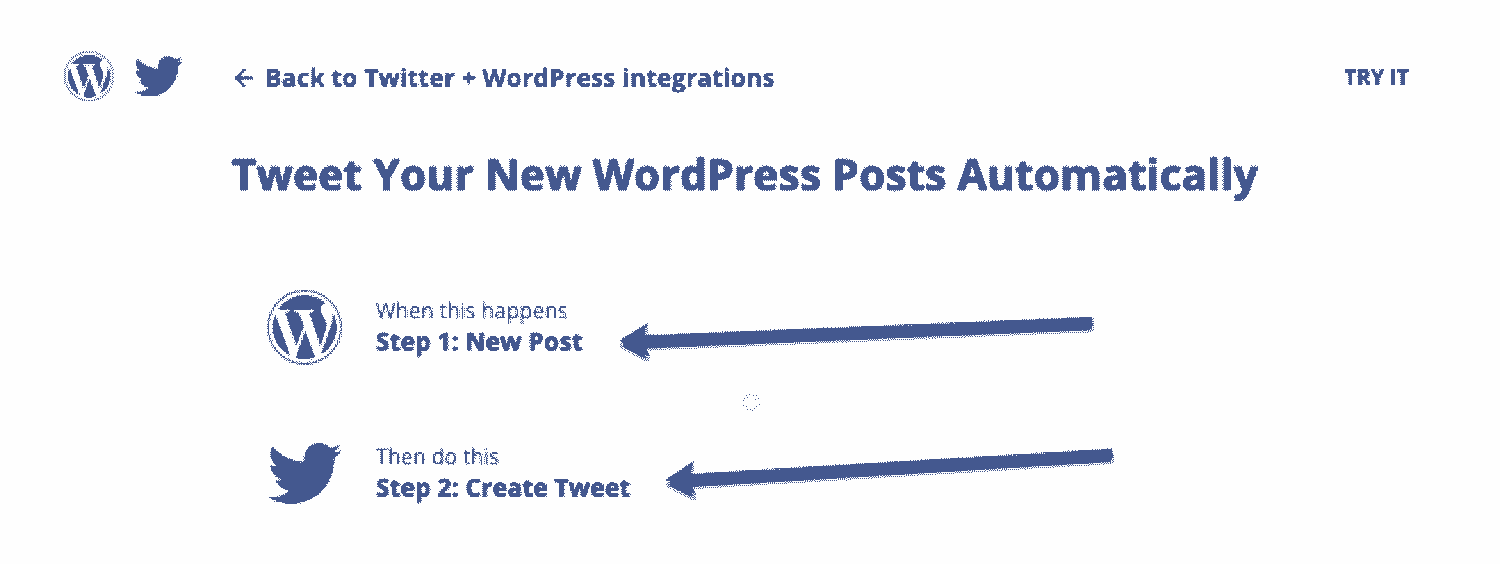 ← Back to Twitter + WordPress integrations
TRY IT
Tweet Your New WordPress Posts Automatically
When this happens
Step 1: New Post
Then do this
Step 2: Create Tweet